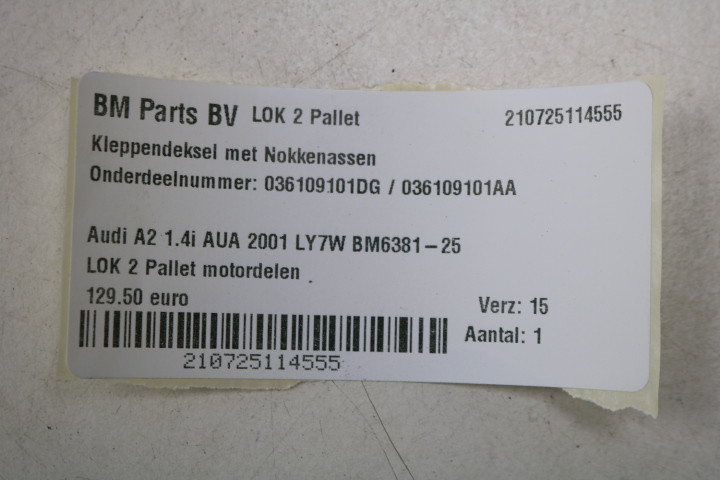 BM Parts BV LOK 2 Pallet 210725114555
Kleppendeksel met Nokkenassen
Onderdeelnummer: 036109101DG / 036109101AA
Audi A2 1.4i AUA 2001 LY7W BM6381-25
LOK 2 Pallet motordelen
129.50 euro Verz: 15
Aantal: 1
210725114555